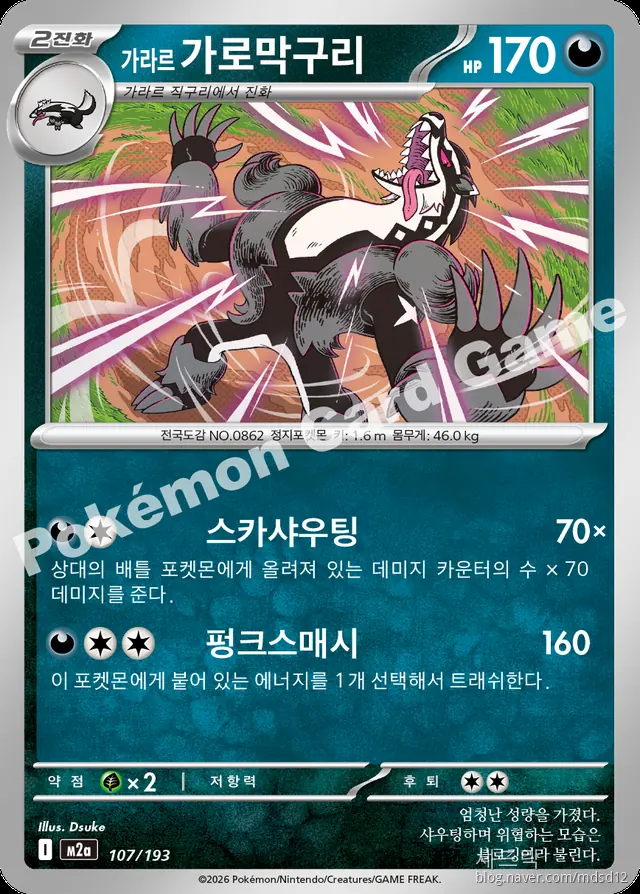 2진화
가라르 가로막구리 HP 170
가라르 직구리에서 진화
Pokémon Card Game
전국도감 NO.0862 정지포켓몬 키: 1.6 m 몸무게: 46.0 kg
스카샤우팅 70×
상대의 배틀 포켓몬에게 올려져 있는 데미지 카운터의 수 × 70
데미지를 준다.
펑크스매시 160
이 포켓몬에게 붙어 있는 에너지를 1개 선택해서 트래쉬한다.
약점 ×2 저항력 후퇴
엄청난 성량을 가졌다.
샤우팅하며 위협하는 모습은
블로킹이라 불린다.
Illus. Dsuke
I m2a 107/193
©2026 Pokémon/Nintendo/Creatures/GAME FREAK.
blog.naver.com/mdsd12